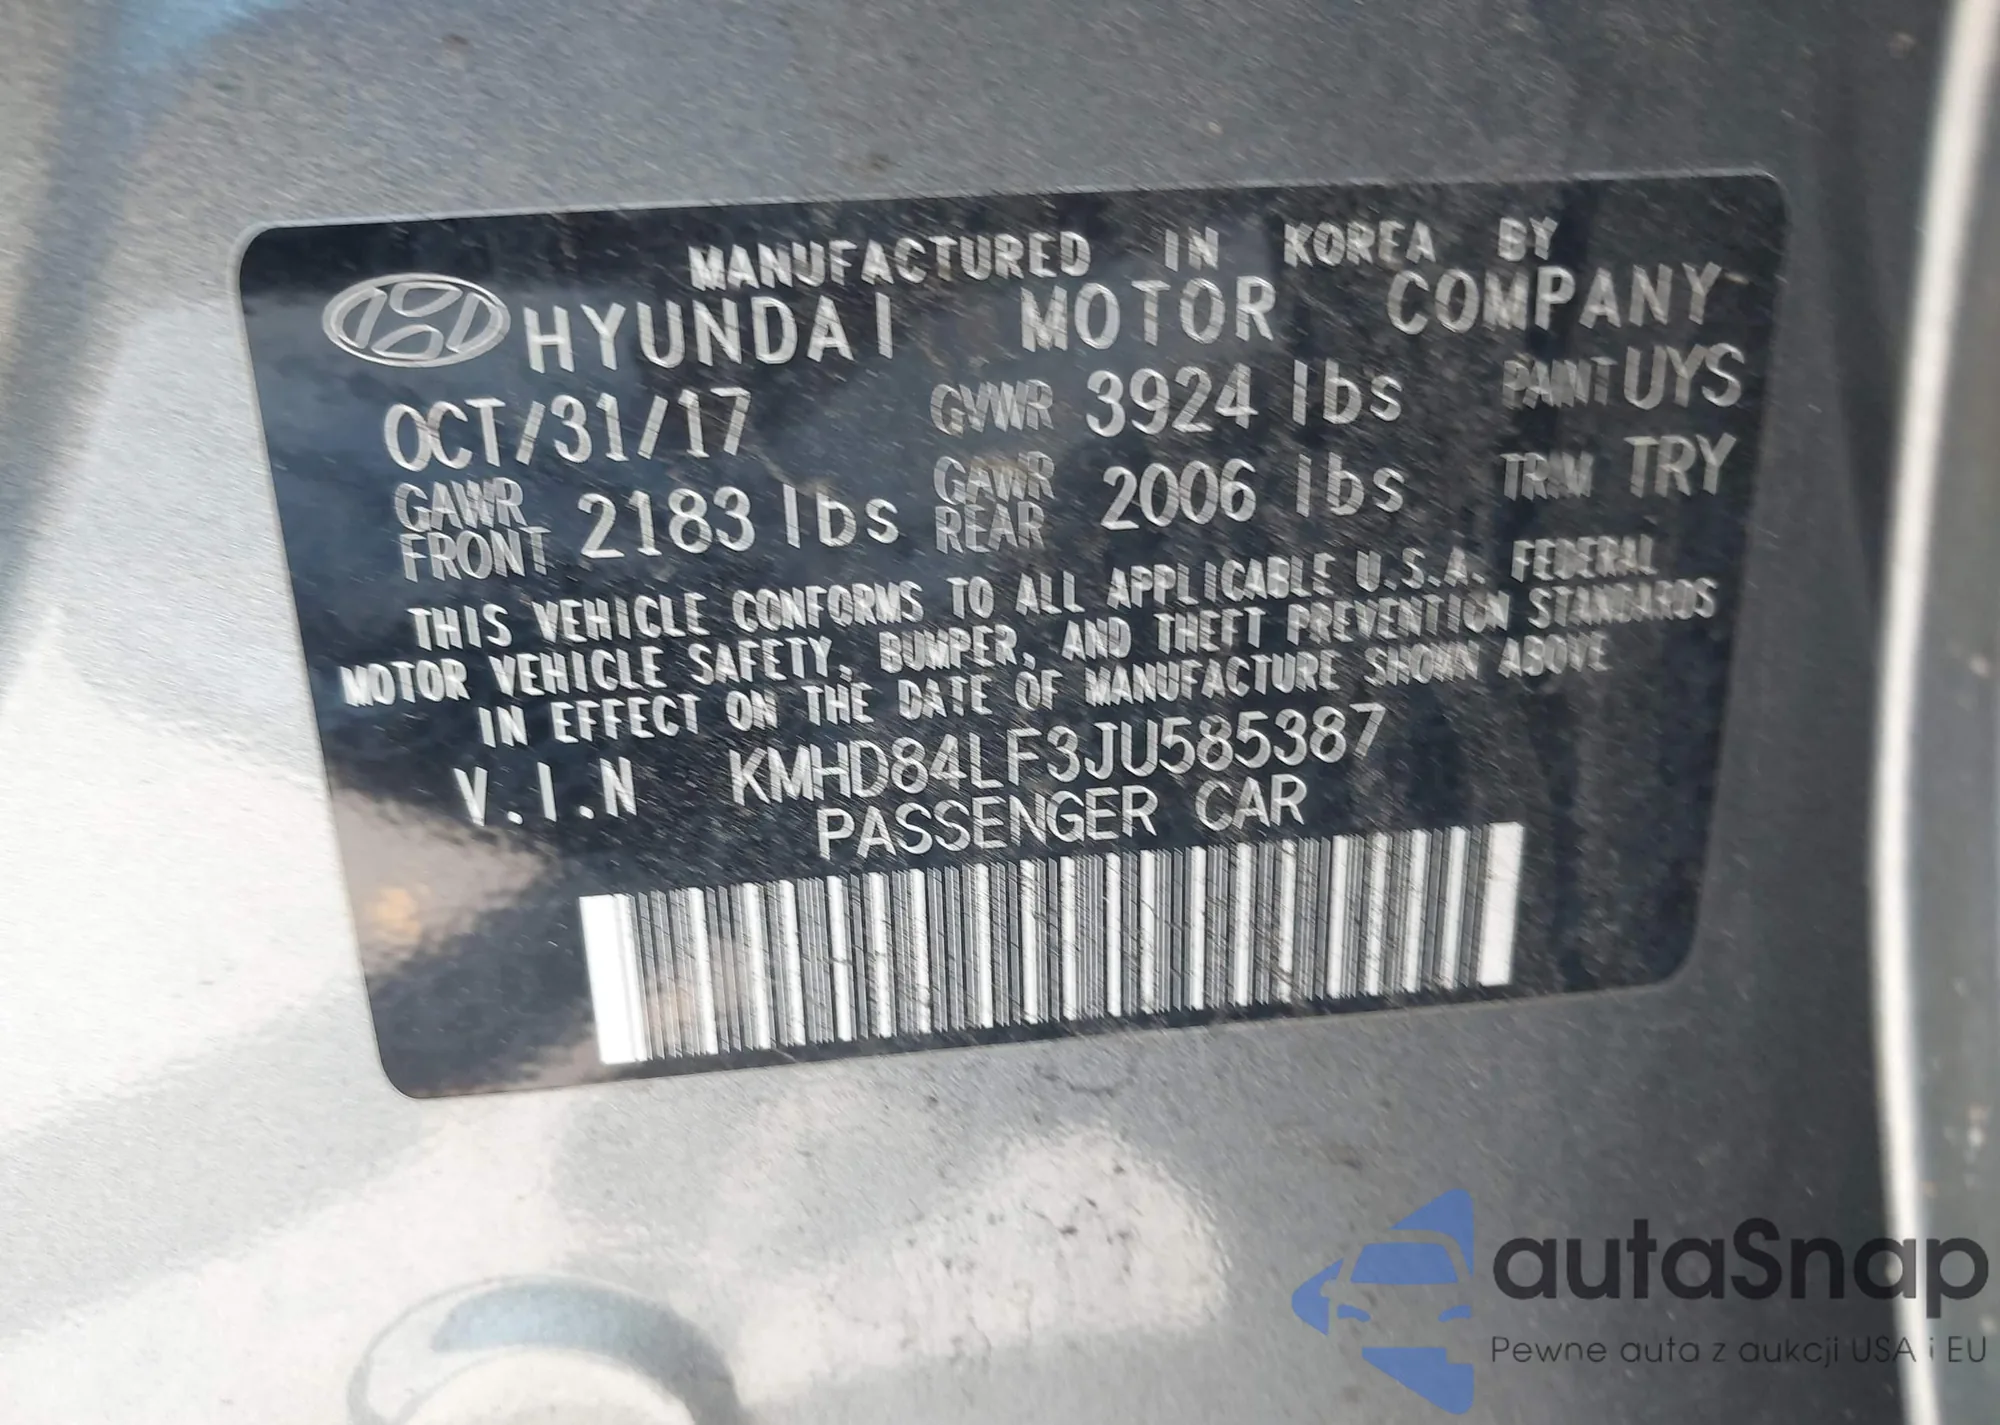 MANUFACTURED IN KOREA BY
HYUNDAI MOTOR COMPANY
OCT/31/17 GVWR 3924 lbs PAINT UYS
GAWR FRONT 2183 lbs GAWR REAR 2006 lbs TRIM TRY
THIS VEHICLE CONFORMS TO ALL APPLICABLE U.S.A. FEDERAL
MOTOR VEHICLE SAFETY, BUMPER, AND THEFT PREVENTION STANDARDS
IN EFFECT ON THE DATE OF MANUFACTURE SHOWN ABOVE
V.I.N KMHD84LF3JU585387
PASSENGER CAR
autaSnap
Pewne auta z aukcji USA i EU